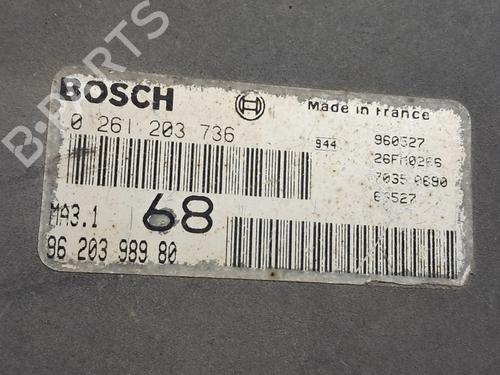 B-PARTS
BOSCH
Made in France
0 261 203 736
944
960527
26FM0266
7035 0690
MA3.1
68
96 203 989 80